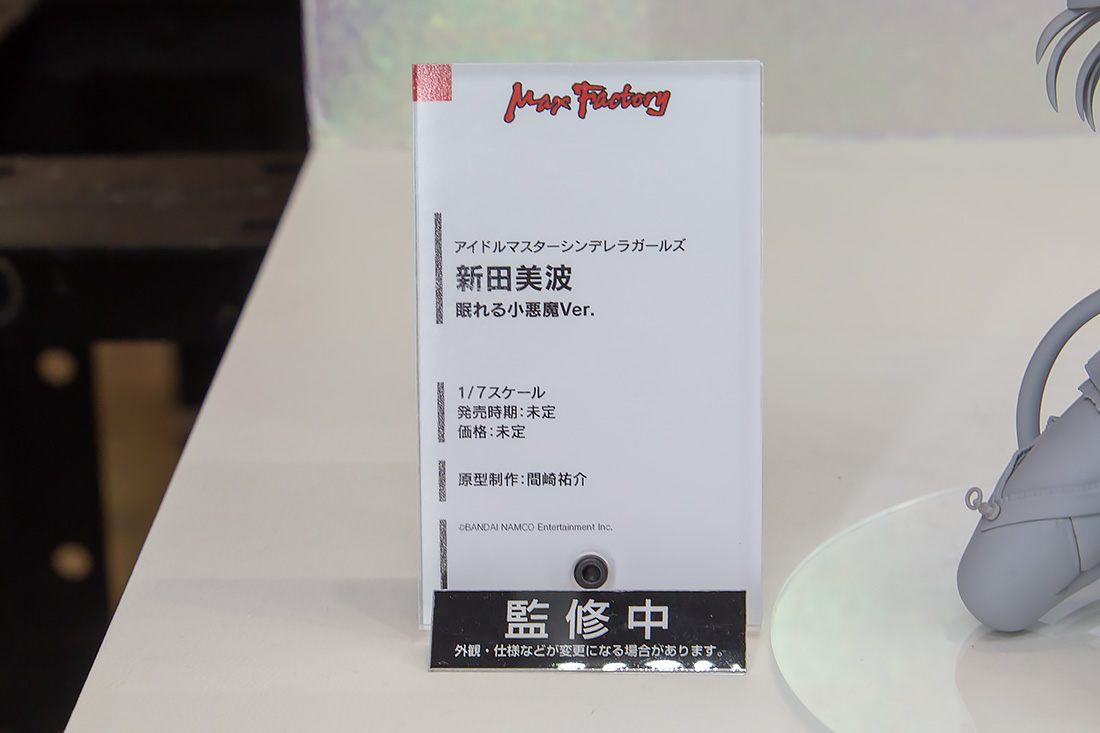 Max Factory
アイドルマスターシンデレラガールズ
新田美波
眠れる小悪魔Ver.
1/7スケール
発売時期：未定
価格：未定
原型制作：間崎祐介
©BANDAI NAMCO Entertainment Inc.
監修中
外観・仕様などが変更になる場合があります。